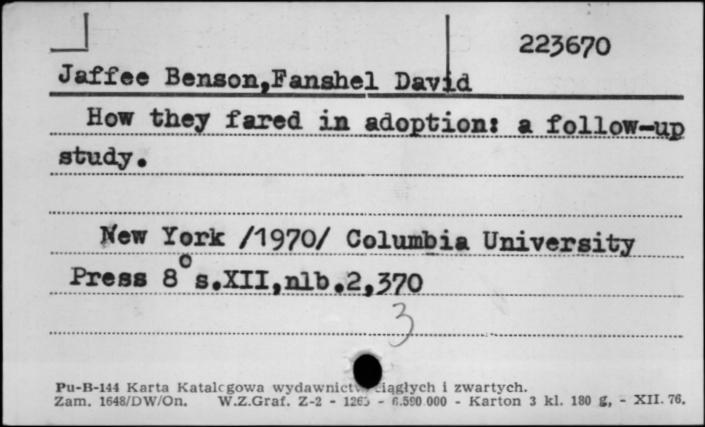 223670
Jaffee Benson,Fanshel David
How they fared in adoption: a follow-up
study.
New York /1970/ Columbia University
Press 8° s.XII,nlb.2,370
3
Pu-B-144 Karta Katalogowa ciągłych i zwartych.
Zam. 1648/DW/On. W.Z.Graf. Z-2 - - 6.590.000 - Karton 3 kl. 180 g, - XII. 76.